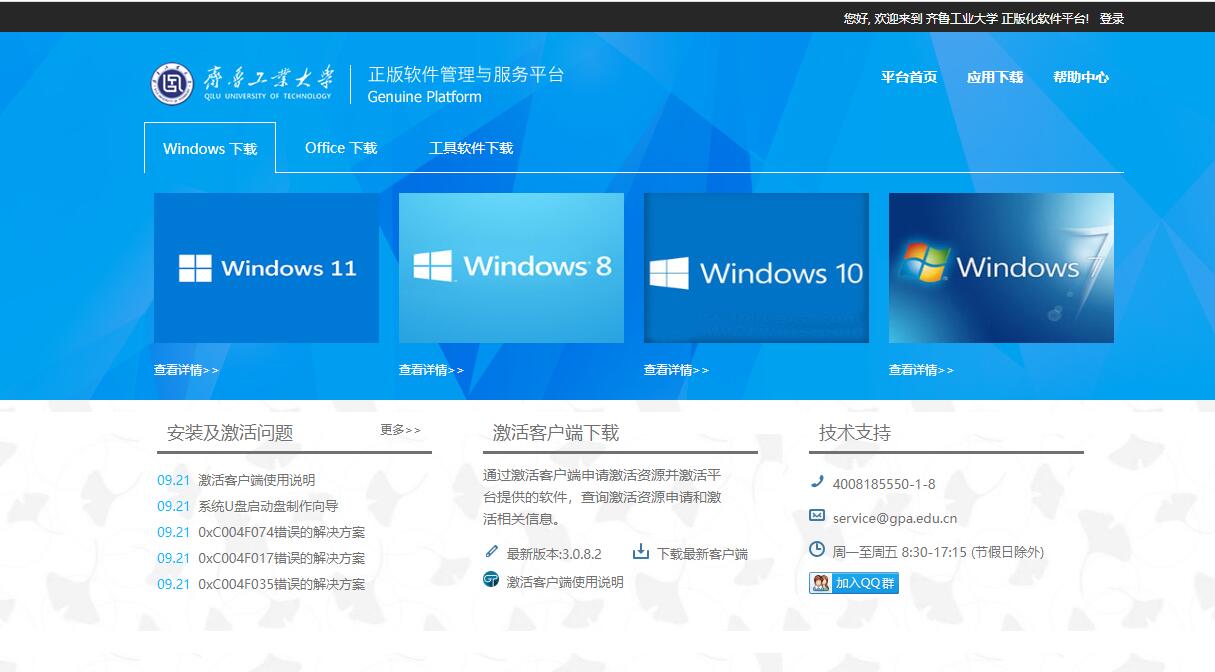 您好, 欢迎来到 齐鲁工业大学 正版化软件平台! 登录
齊魯工業大學
QILU UNIVERSITY OF TECHNOLOGY
正版软件管理与服务平台
Genuine Platform
平台首页 应用下载 帮助中心
Windows 下载 Office 下载 工具软件下载
Windows 11
Windows 8
Windows 10
Windows 7
查看详情>> 查看详情>> 查看详情>> 查看详情>>
安装及激活问题 更多>>
09.21 激活客户端使用说明
09.21 系统U盘启动盘制作向导
09.21 0xC004F074错误的解决方案
09.21 0xC004F017错误的解决方案
09.21 0xC004F035错误的解决方案
激活客户端下载
通过激活客户端申请激活资源并激活平
台提供的软件，查询激活资源申请和激
活相关信息。
最新版本:3.0.8.2 下载最新客户端
激活客户端使用说明
技术支持
4008185550-1-8
service@gpa.edu.cn
周一至周五 8:30-17:15 (节假日除外)
加入QQ群